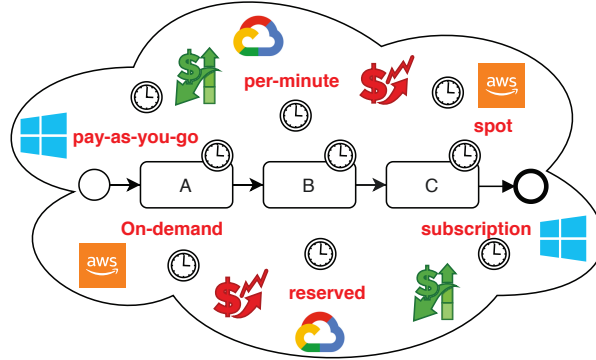 per-minute
aws
spot
pay-as-you-go
A
B
C
On-demand
subscription
aws
reserved